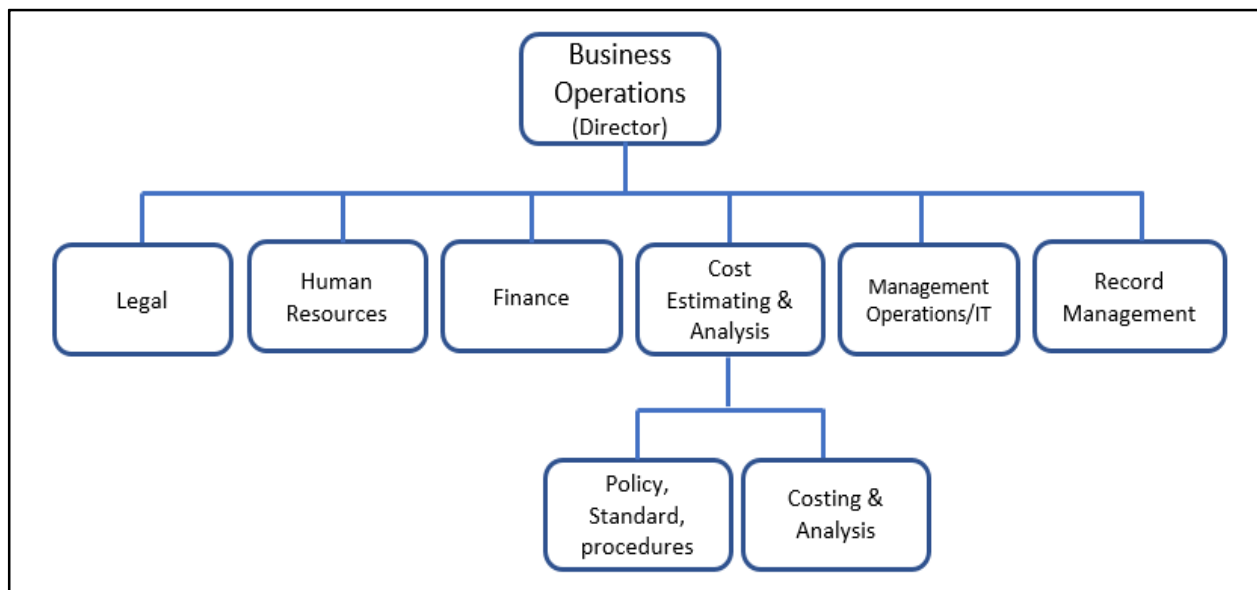 Business
Operations
(Director)
Legal
Human
Resources
Finance
Cost
Estimating &
Analysis
Management
Operations/IT
Record
Management
Policy,
Standard,
procedures
Costing &
Analysis